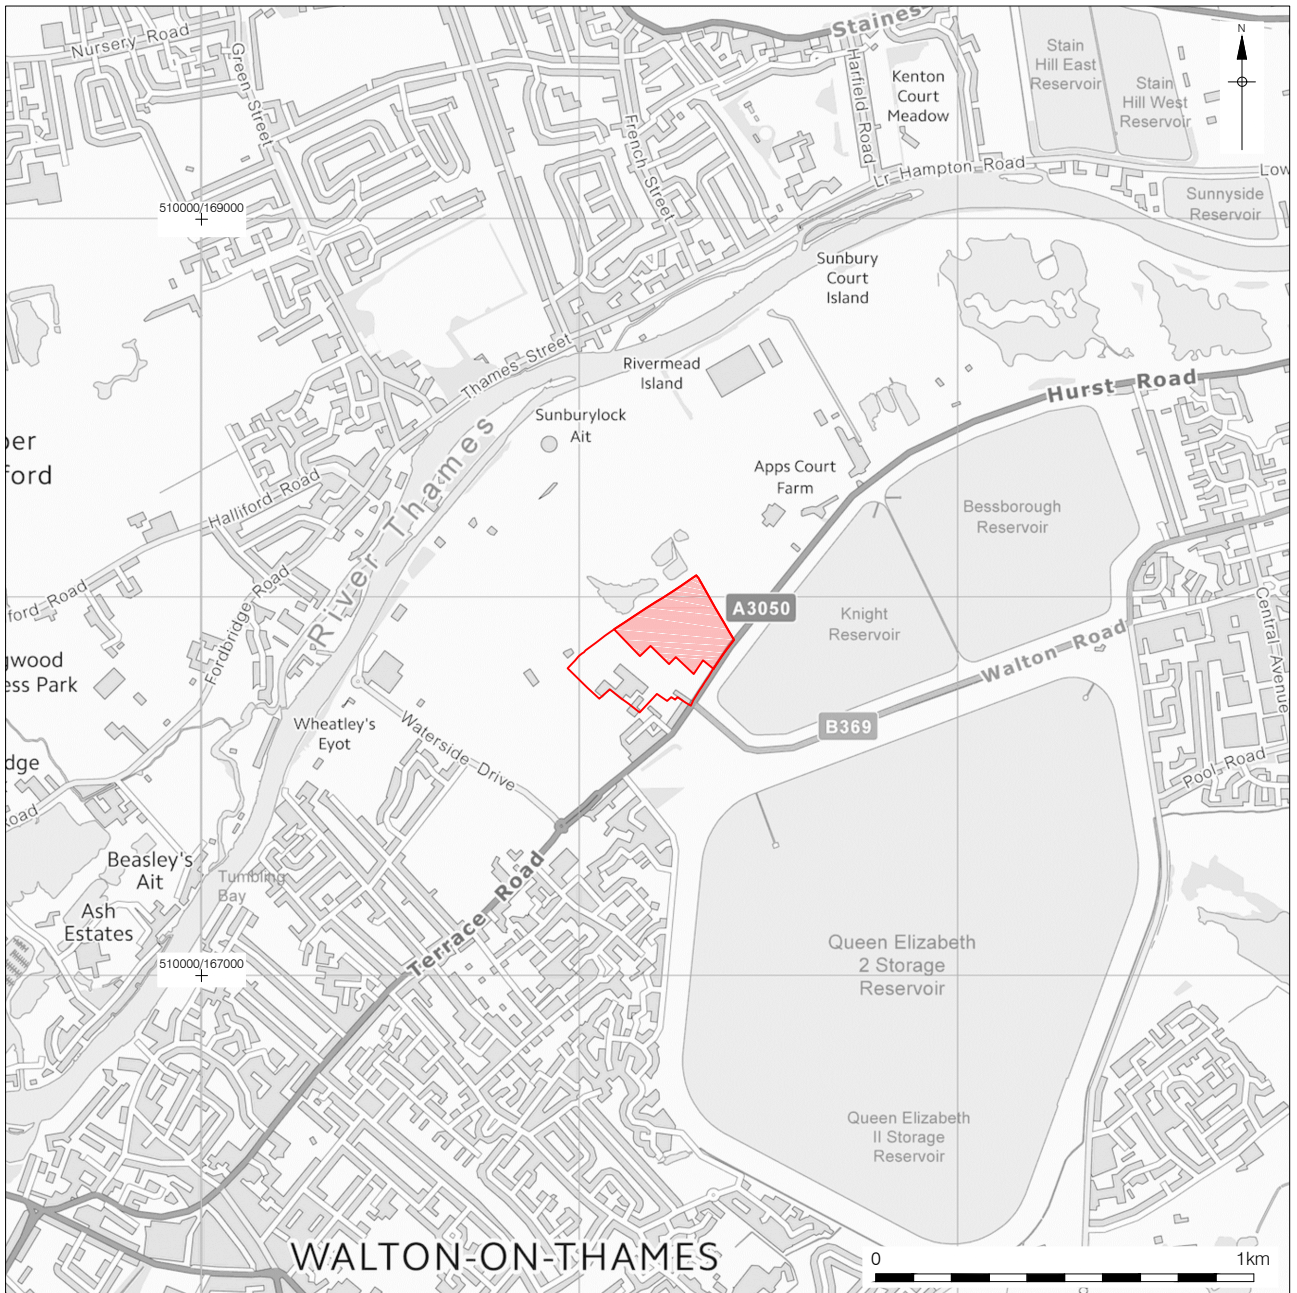 Nursery Road
Green Street
Staines
Harfield Road
Kenton
Court
Meadow
Stain
Hill East
Reservoir
Stain
Hill West
Reservoir
N
French Street
Lr Hampton Road
Low
Sunnyside
Reservoir
510000/169000
Sunbury
Court
Island
Thames Street
Rivermead
Island
Hurst Road
Sunburylock
Ait
per
ford
Halliford Road
River Thames
Apps Court
Farm
Bessborough
Reservoir
ford Road
Fordbridge Road
A3050
Knight
Reservoir
Walton Road
Central Avenue
gwood
ess Park
Wheatley's
Eyot
Waterside Drive
B369
dge
Road
Pool Road
Beasley's
Ait
Tumbling
Bay
Ash
Estates
Terrace Road
510000/167000
Queen Elizabeth
2 Storage
Reservoir
Queen Elizabeth
II Storage
Reservoir
WALTON-ON-THAMES
0 1km